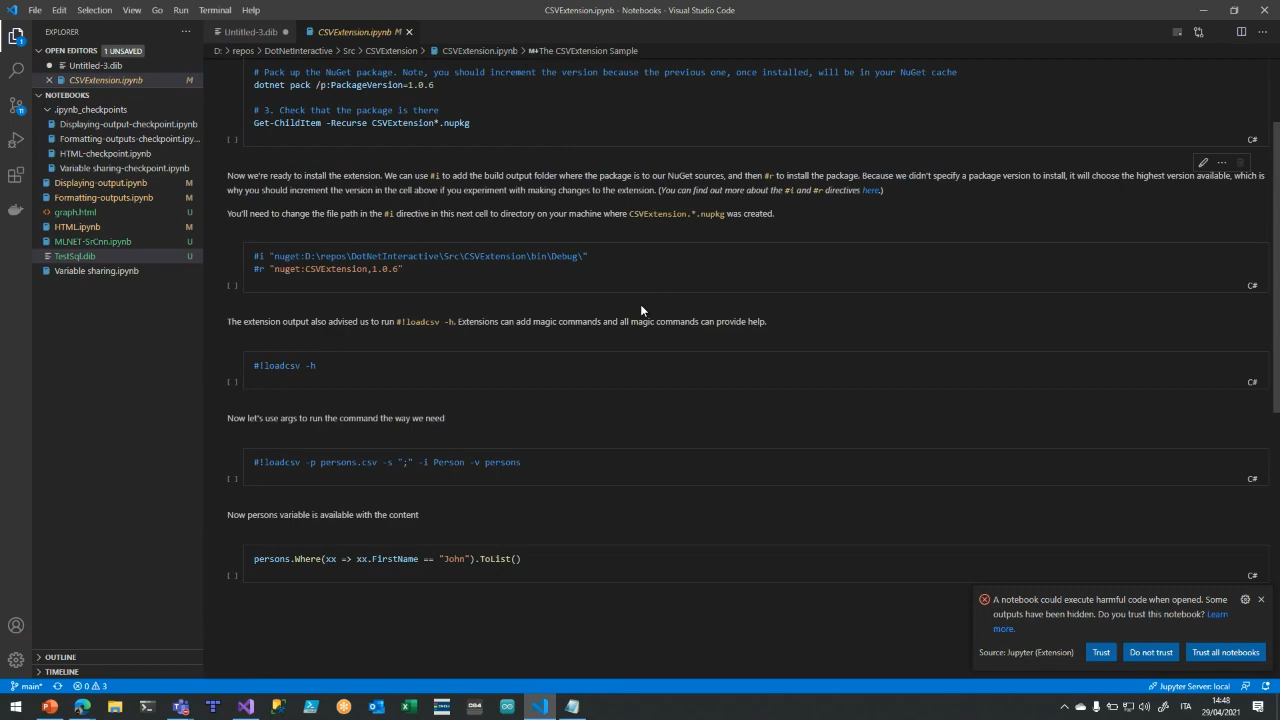 File Edit Selection View Go Run Terminal Help
CSVExtension.ipynb - Notebooks - Visual Studio Code
EXPLORER
OPEN EDITORS 1 UNSAVED
Untitled-3.dib
CSVExtension.ipynb M
NOTEBOOKS
.ipynb_checkpoints
Displaying-output-checkpoint.ipynb
Formatting-outputs-checkpoint.ipy...
HTML-checkpoint.ipynb
Variable sharing-checkpoint.ipynb
Displaying-output.ipynb M
Formatting-outputs.ipynb M
graph.html U
HTML.ipynb M
MLNET-SrCnn.ipynb U
TestSql.dib U
Variable sharing.ipynb
OUTLINE
TIMELINE
Untitled-3.dib
CSVExtension.ipynb M
D: > repos > DotNetInteractive > Src > CSVExtension > CSVExtension.ipynb > M↓The CSVExtension Sample
# Pack up the NuGet package. Note, you should increment the version because the previous one, once installed, will be in your NuGet cache
dotnet pack /p:PackageVersion=1.0.6
# 3. Check that the package is there
Get-ChildItem -Recurse CSVExtension*.nupkg
[ ] C#
Now we're ready to install the extension. We can use #i to add the build output folder where the package is to our NuGet sources, and then #r to install the package. Because we didn't specify a package version to install, it will choose the highest version available, which is
why you should increment the version in the cell above if you experiment with making changes to the extension. (You can find out more about the #i and #r directives here.)
You'll need to change the file path in the #i directive in this next cell to directory on your machine where CSVExtension.*.nupkg was created.
#i "nuget:D:\repos\DotNetInteractive\Src\CSVExtension\bin\Debug\"
#r "nuget:CSVExtension,1.0.6"
[ ] C#
The extension output also advised us to run #!loadcsv -h. Extensions can add magic commands and all magic commands can provide help.
#!loadcsv -h
[ ] C#
Now let's use args to run the command the way we need
#!loadcsv -p persons.csv -s ";" -i Person -v persons
[ ] C#
Now persons variable is available with the content
persons.Where(xx => xx.FirstName == "John").ToList()
[ ] C#
A notebook could execute harmful code when opened. Some
outputs have been hidden. Do you trust this notebook? Learn
more.
Source: Jupyter (Extension) Trust Do not trust Trust all notebooks
main* 0 3 Jupyter Server: local
ITA 14:48
29/04/2021